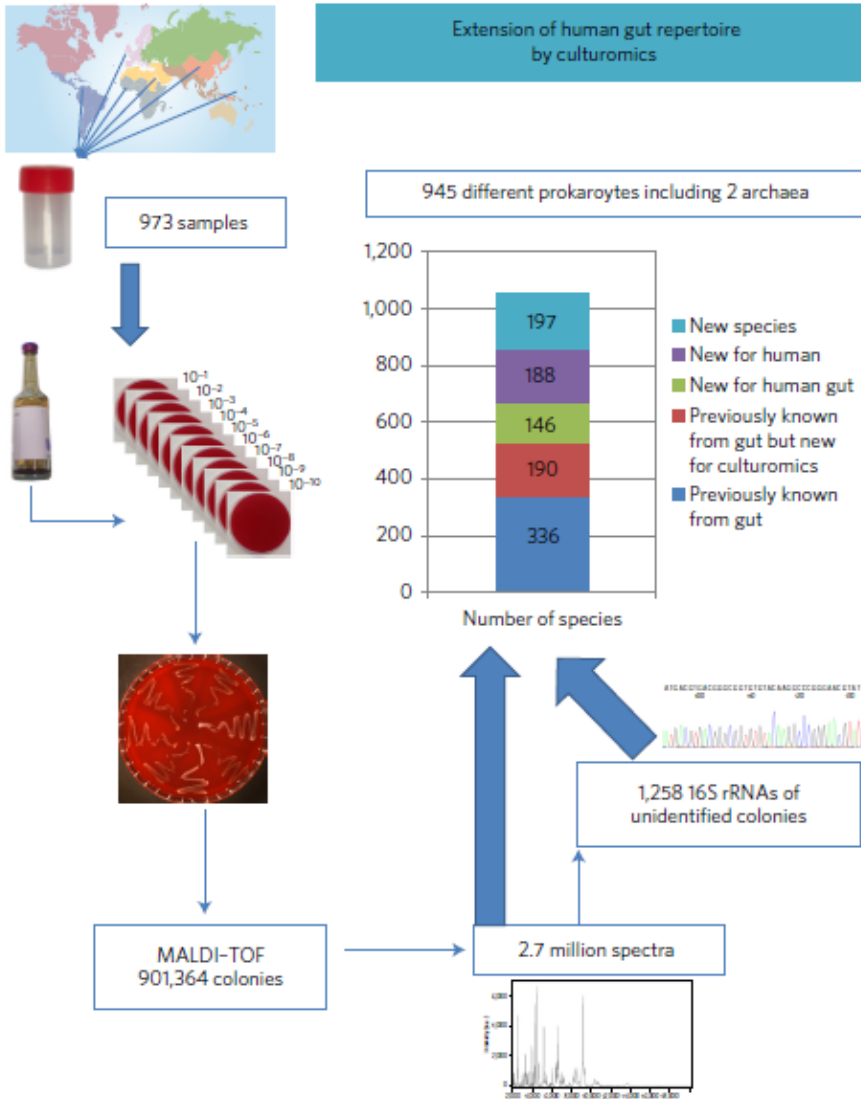 Extension of human gut repertoire
by culturomics
973 samples
945 different prokaroytes including 2 archaea
1,200
1,000
800
600
400
200
0
197
188
146
190
336
Number of species
New species
New for human
New for human gut
Previously known
from gut but new
for culturomics
Previously known
from gut
10–1
10–2
10–3
10–4
10–5
10–6
10–7
10–8
10–9
10–10
1,258 16S rRNAs of
unidentified colonies
MALDI–TOF
901,364 colonies
2.7 million spectra